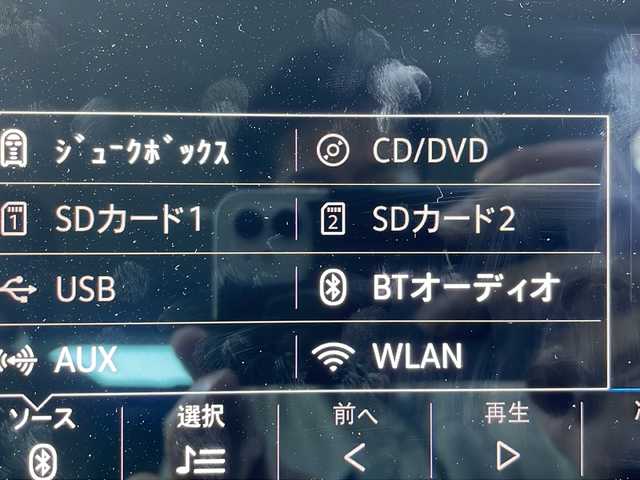 ｼﾞｭｰｸﾎﾞｯｸｽ CD/DVD
1 SDカード1 2 SDカード2
USB BTオーディオ
AUX WLAN
ソース 選択 前へ 再生